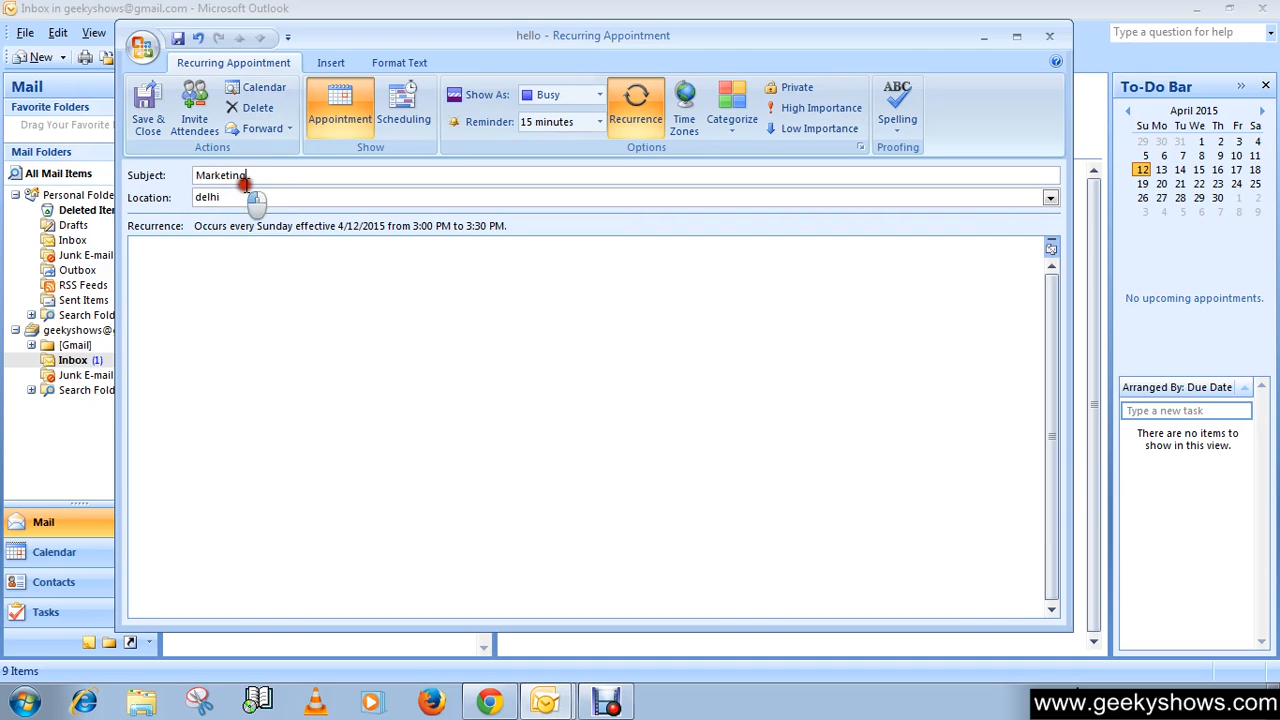 Inbox in geekyshows@gmail.com - Microsoft Outlook
File Edit View
Type a question for help
New
hello - Recurring Appointment
Recurring Appointment Insert Format Text
Save & Close
Invite Attendees
Calendar
Delete
Forward
Actions
Appointment
Scheduling
Show
Show As: Busy
Reminder: 15 minutes
Recurrence
Time Zones
Categorize
Private
High Importance
Low Importance
Options
ABC
Spelling
Proofing
Subject: Marketing
Location: delhi
Recurrence: Occurs every Sunday effective 4/12/2015 from 3:00 PM to 3:30 PM.
Mail
Favorite Folders
Drag Your Favorite
Mail Folders
All Mail Items
Personal Folde
Deleted Iter
Drafts
Inbox
Junk E-mail
Outbox
RSS Feeds
Sent Items
Search Fold
geekyshows@
[Gmail]
Inbox (1)
Junk E-mail
Search Fold
Mail
Calendar
Contacts
Tasks
9 Items
To-Do Bar
April 2015
Su Mo Tu We Th Fr Sa
29 30 31 1 2 3 4
5 6 7 8 9 10 11
12 13 14 15 16 17 18
19 20 21 22 23 24 25
26 27 28 29 30 1 2
3 4 5 6 7 8 9
No upcoming appointments.
Arranged By: Due Date
Type a new task
There are no items to show in this view.
www.geekyshows.com